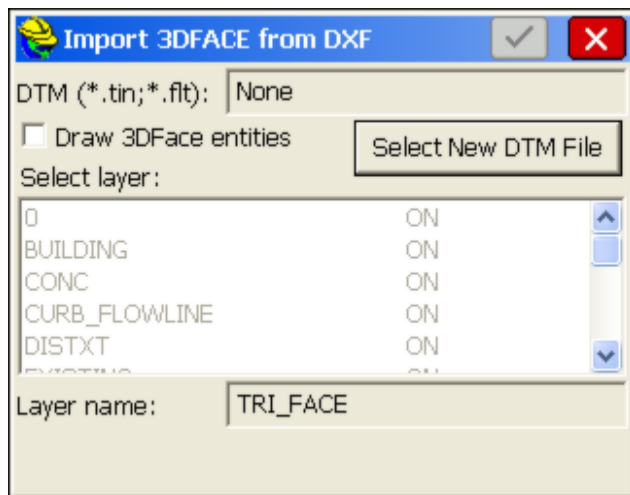 Import 3DFACE from DXF
DTM (*.tin;*.flt): None
Draw 3DFace entities
Select New DTM File
Select layer:
0 ON
BUILDING ON
CONC ON
CURB_FLOWLINE ON
DISTXT ON
Layer name: TRI_FACE